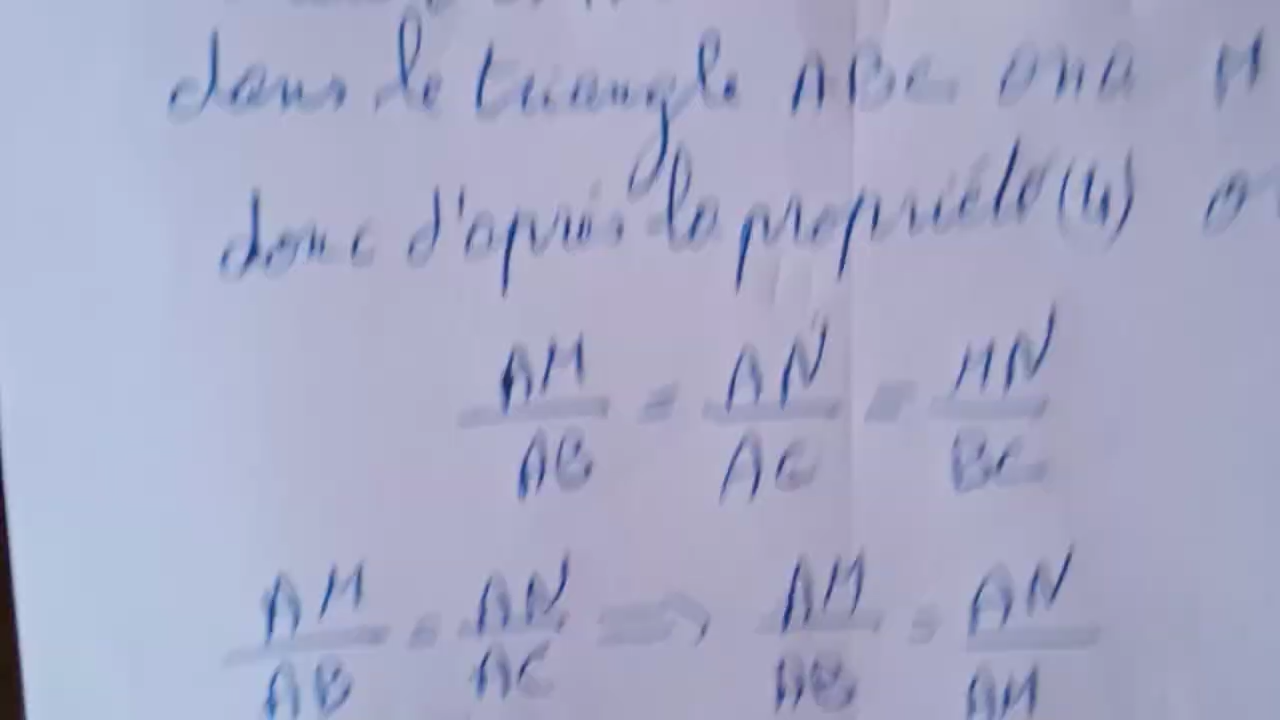 dans le triangle ABC on a M
donc d'après la propriété (4) o
AM/AB = AN/AC = MN/BC
AM/AB = AN/AC ⟹ AM/AB = AN/AM